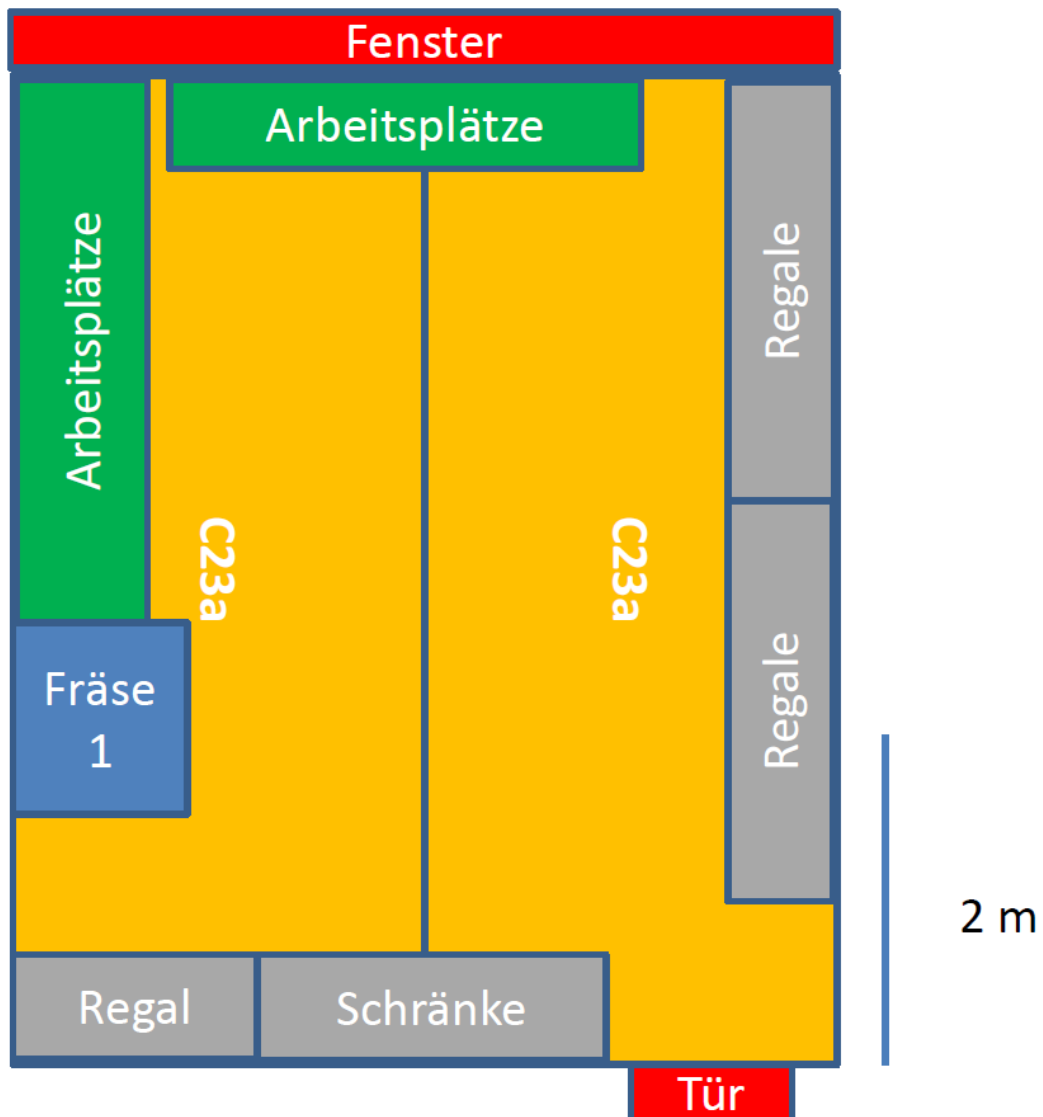 Fenster
Arbeitsplätze
Arbeitsplätze
Regale
C23a
C23a
Fräse
1
Regale
2 m
Regal
Schränke
Tür